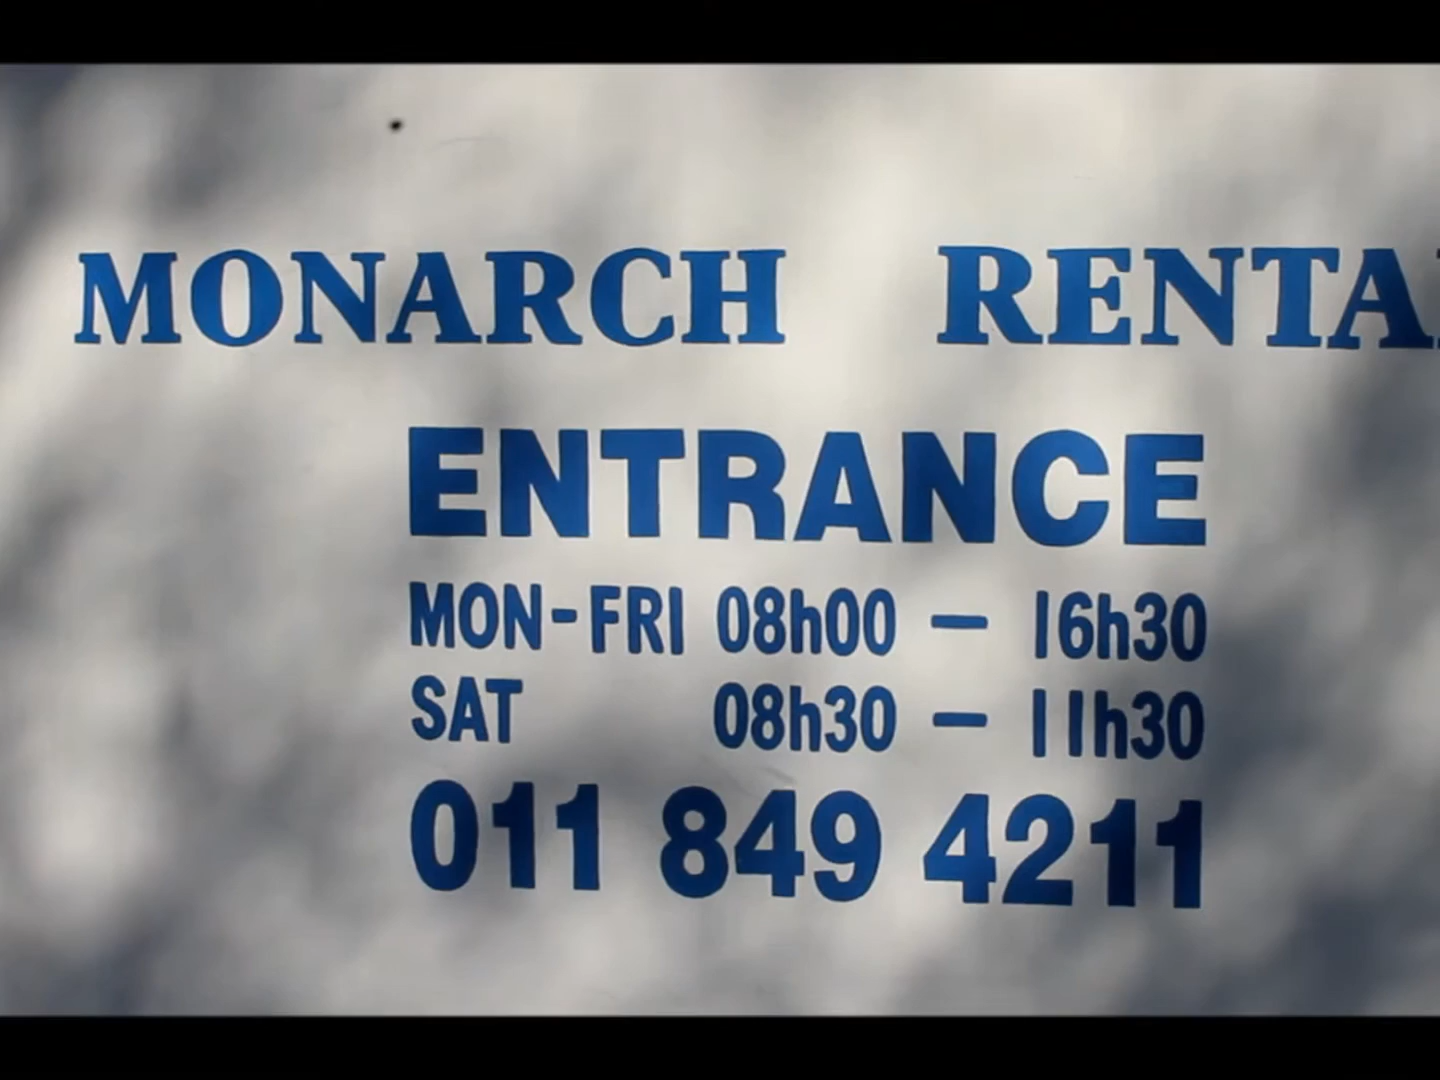 MONARCH RENTA
ENTRANCE
MON-FRI 08h00 — 16h30
SAT 08h30 — 11h30
011 849 4211